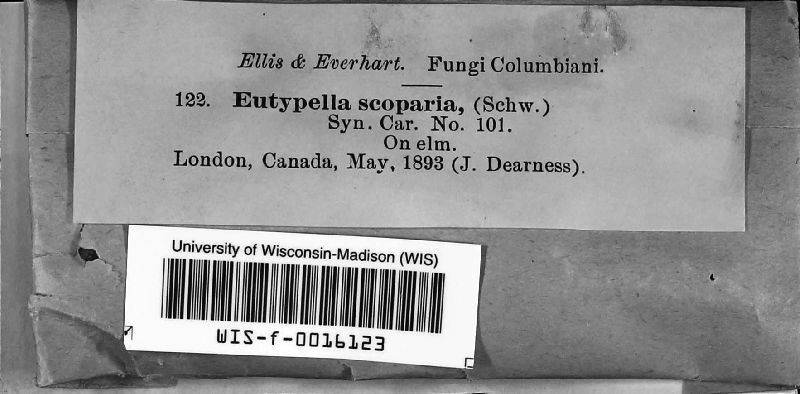 Ellis & Everhart. Fungi Columbiani.
122. Eutypella scoparia, (Schw.)
Syn. Car. No. 101.
On elm.
London, Canada, May, 1893 (J. Dearness).
University of Wisconsin-Madison (WIS)
WIS-f-0016123